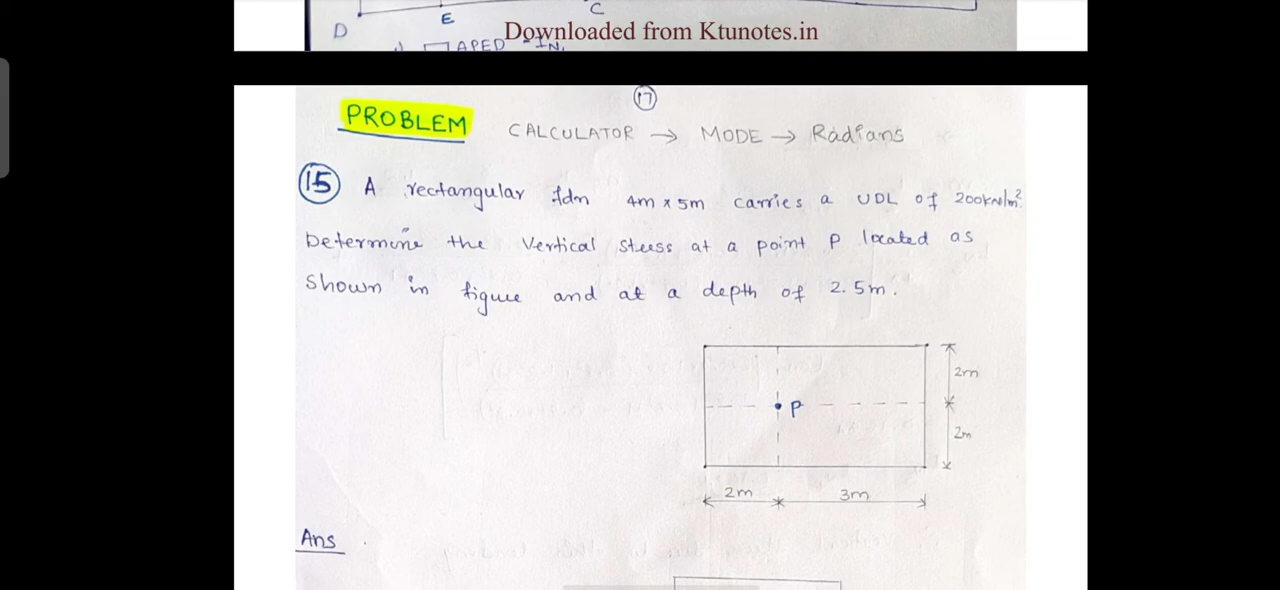 D
E
C
Downloaded from Ktunotes.in
APED - IN.
17
PROBLEM
CALCULATOR → MODE → Radians
15 A rectangular fdn 4m x 5m carries a UDL of 200kN/m²
Determine the Vertical stress at a point P located as
shown in figure and at a depth of 2.5m.
2m
P
2m
2m
3m
Ans